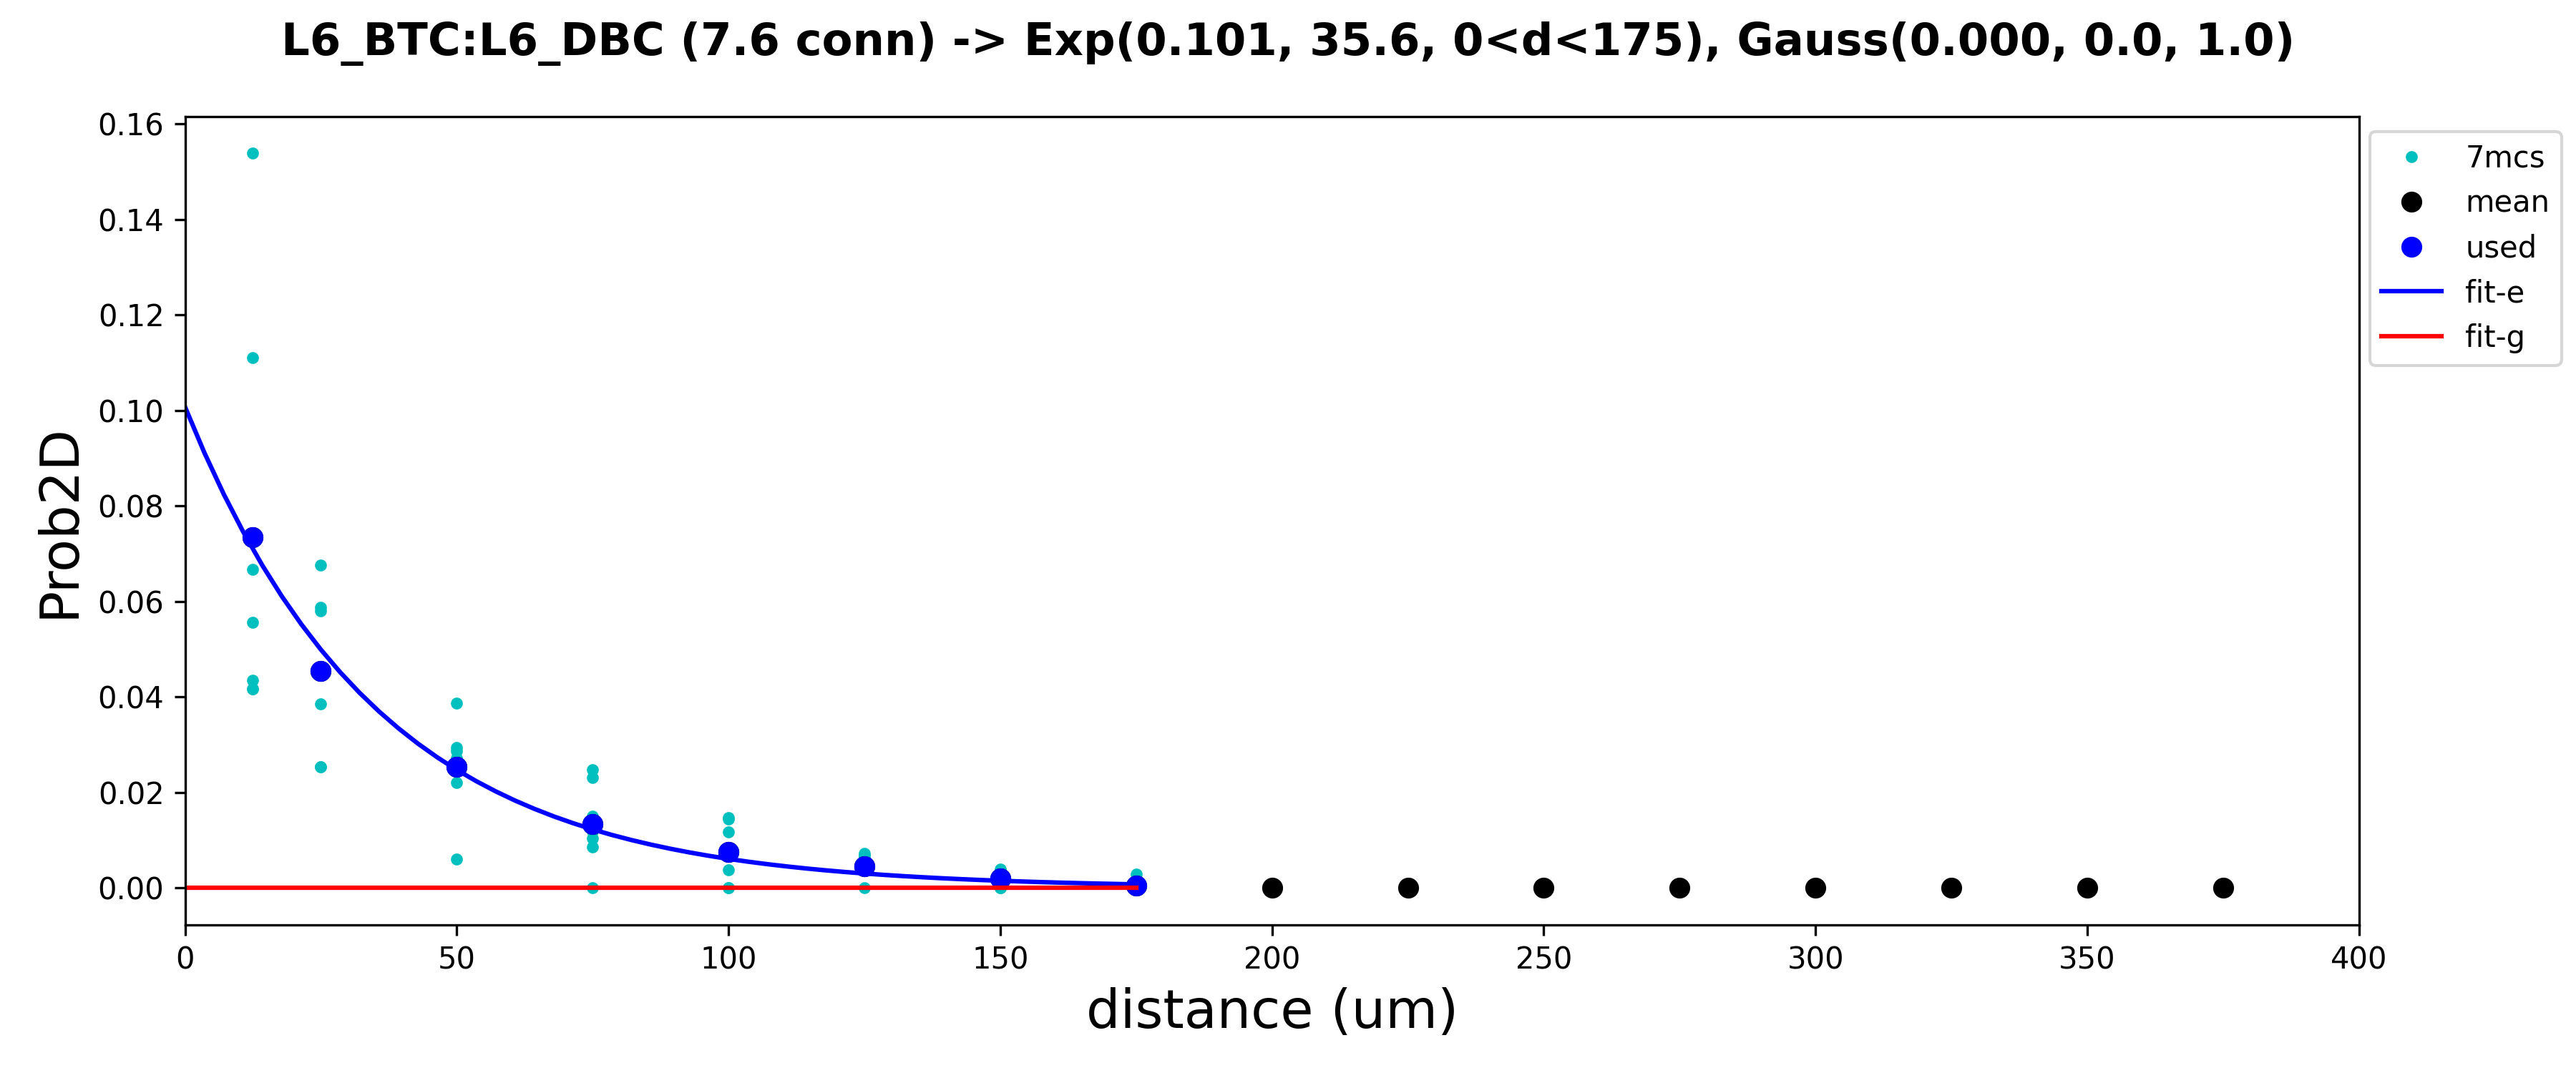 L6_BTC:L6_DBC (7.6 conn) -> Exp(0.101, 35.6, 0<d<175), Gauss(0.000, 0.0, 1.0)
0.16
0.14
0.12
0.10
0.08
0.06
0.04
0.02
0.00
Prob2D
0 50 100 150 200 250 300 350 400
distance (um)
7mcs
mean
used
fit-e
fit-g